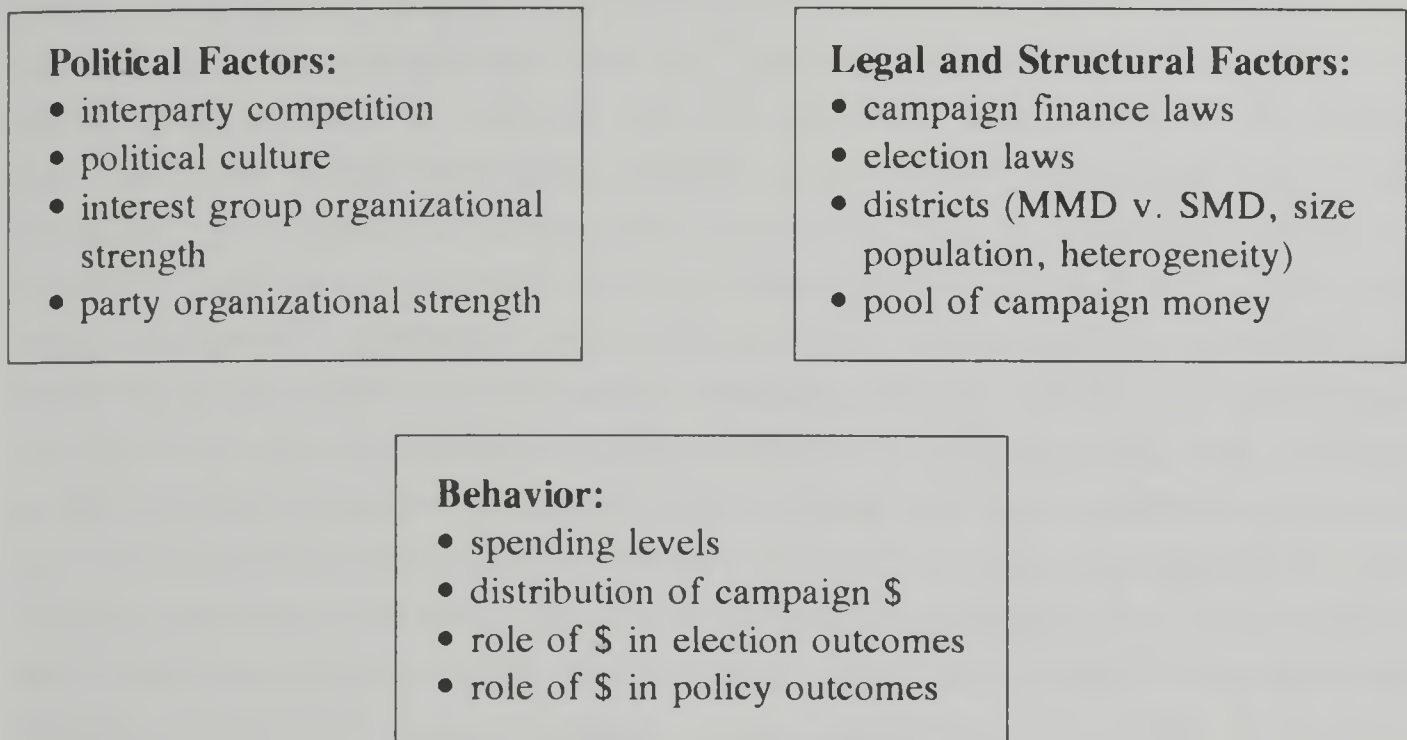 Political Factors:
• interparty competition
• political culture
• interest group organizational
strength
• party organizational strength
Legal and Structural Factors:
• campaign finance laws
• election laws
• districts (MMD v. SMD, size
population, heterogeneity)
• pool of campaign money
Behavior:
• spending levels
• distribution of campaign $
• role of $ in election outcomes
• role of $ in policy outcomes